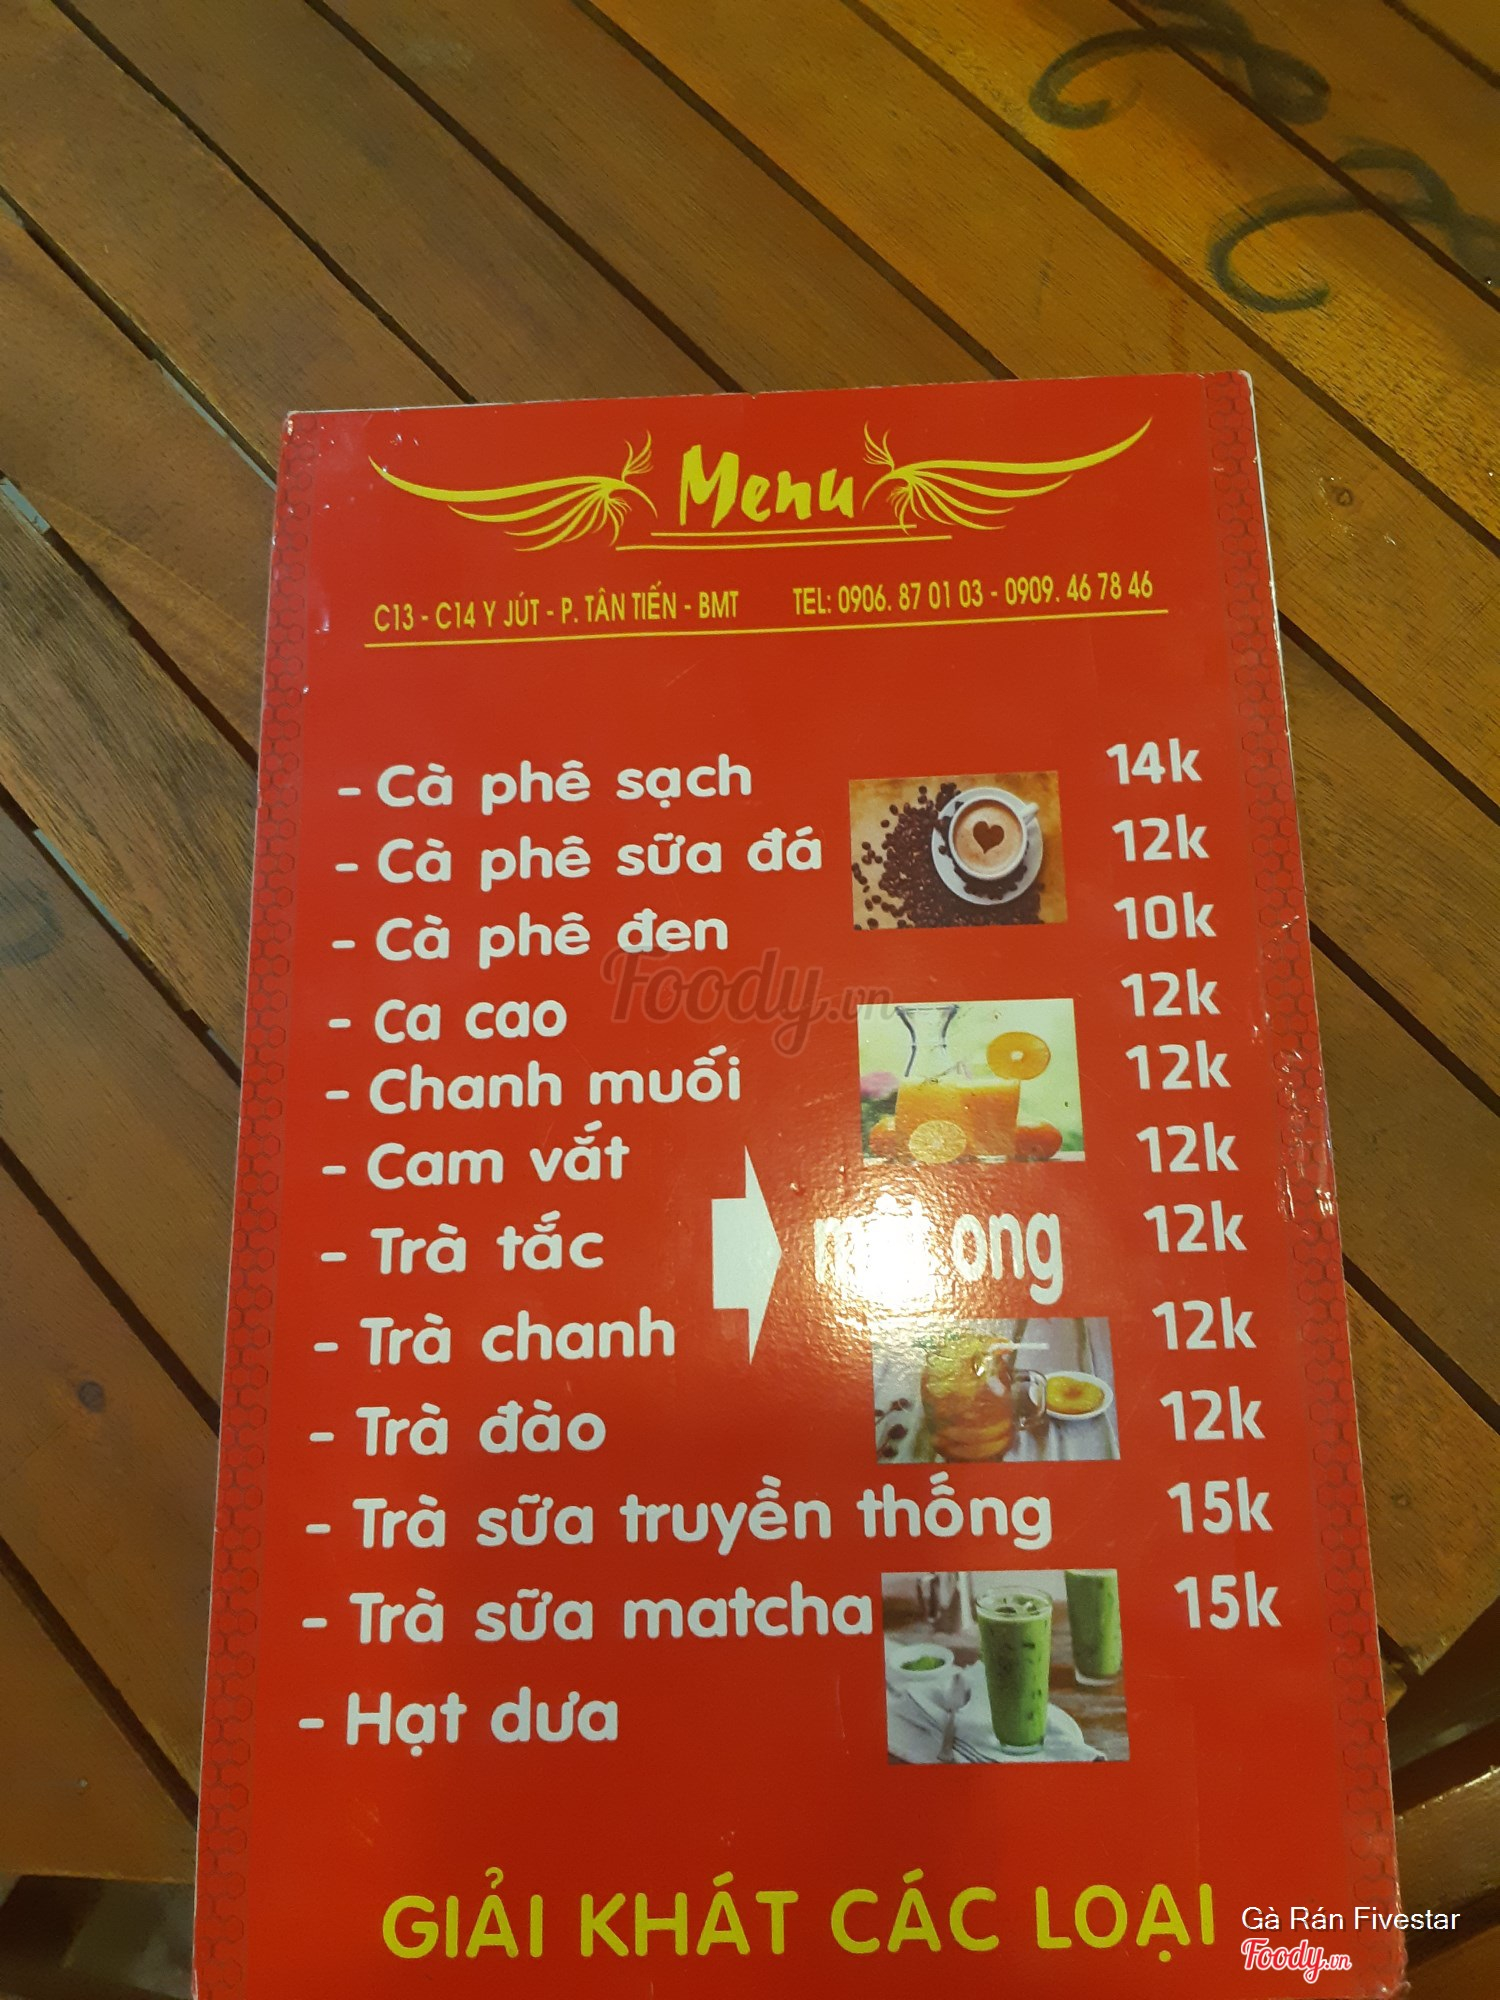 Menu
C13 - C14 Y JÚT - P. TÂN TIẾN - BMT TEL: 0906. 87 01 03 - 0909. 46 78 46
- Cà phê sạch 14k
- Cà phê sữa đá 12k
- Cà phê đen 10k
Foody.vn
- Ca cao 12k
- Chanh muối 12k
- Cam vắt 12k
- Trà tắc ong 12k
- Trà chanh 12k
- Trà đào 12k
- Trà sữa truyền thống 15k
- Trà sữa matcha 15k
- Hạt dưa
GIẢI KHÁT CÁC LOẠI
Gà Rán Fivestar
Foody.vn